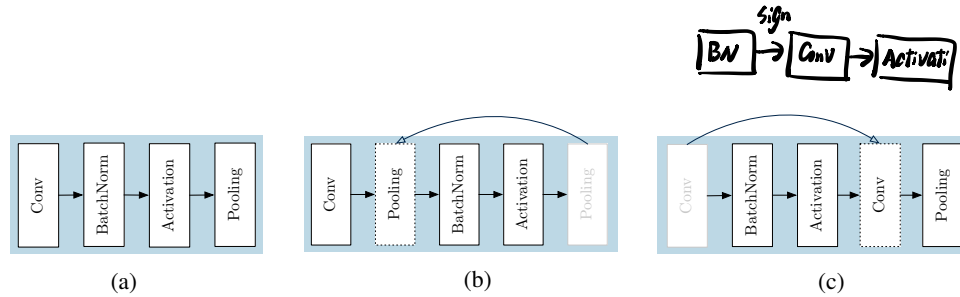 Sign
BN Conv Activati
Conv BatchNorm Activation Pooling
Conv Pooling BatchNorm Activation Pooling
Conv BatchNorm Activation Conv Pooling
(a) (b) (c)